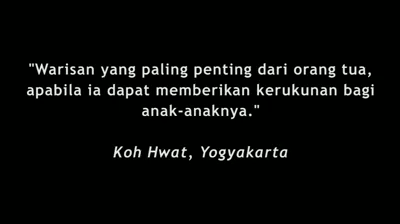 "Warisan yang paling penting dari orang tua,
apabila ia dapat memberikan kerukunan bagi
anak-anaknya."
Koh Hwat, Yogyakarta